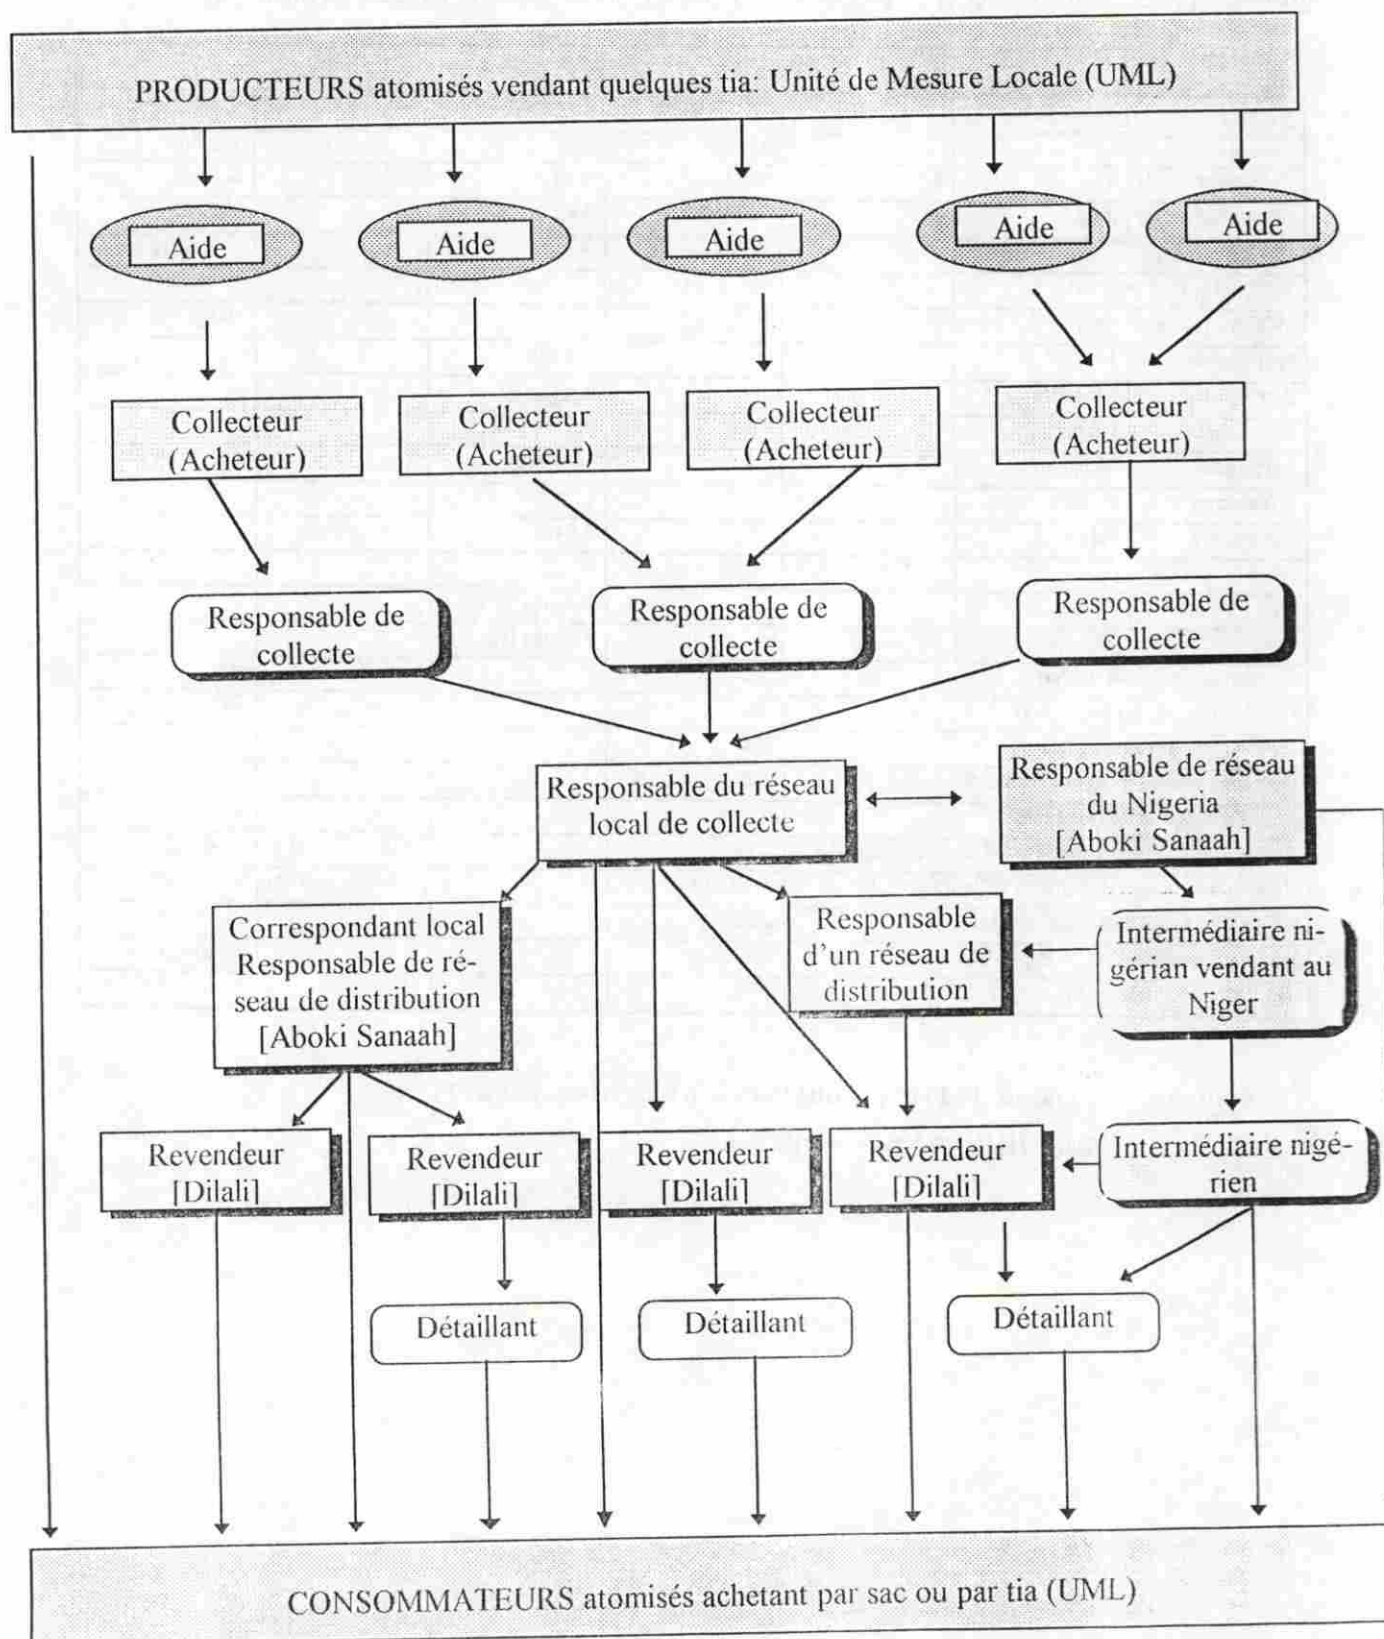 PRODUCTEURS atomisés vendant quelques tia: Unité de Mesure Locale (UML)
Aide
Aide
Aide
Aide
Aide
Collecteur
(Acheteur)
Collecteur
(Acheteur)
Collecteur
(Acheteur)
Collecteur
(Acheteur)
Responsable de
collecte
Responsable de
collecte
Responsable de
collecte
Responsable du réseau
local de collecte
Responsable de réseau
du Nigeria
[Aboki Sanaah]
Correspondant local
Responsable de ré-
seau de distribution
[Aboki Sanaah]
Responsable
d'un réseau de
distribution
Intermédiaire ni-
gérian vendant au
Niger
Revendeur
[Dilali]
Revendeur
[Dilali]
Revendeur
[Dilali]
Revendeur
[Dilali]
Intermédiaire nigé-
rien
Détaillant
Détaillant
Détaillant
CONSOMMATEURS atomisés achetant par sac ou par tia (UML)